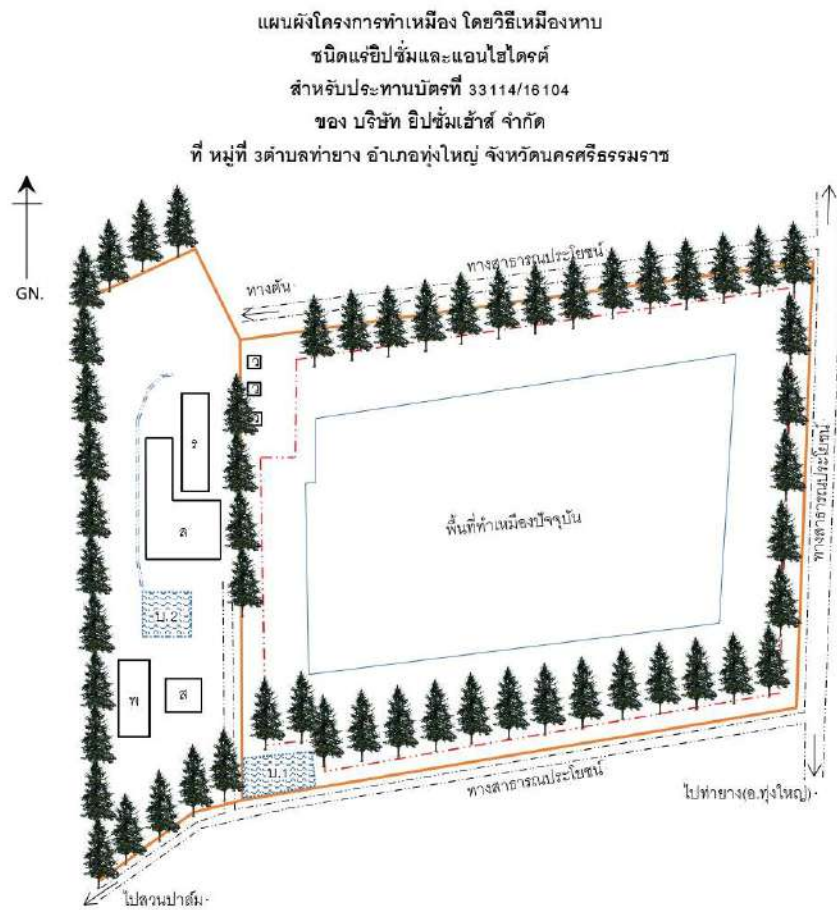 แผนผังโครงการทำเหมือง โดยวิธีเหมืองหาบ
ชนิดแร่ยิปซั่มและแอนไฮไดรต์
สำหรับประทานบัตรที่ 33114/16104
ของ บริษัท ยิปซั่มเฮ้าส์ จำกัด
ที่ หมู่ที่ 3ตำบลท่ายาง อำเภอทุ่งใหญ่ จังหวัดนครศรีธรรมราช
GN.
ทางตัน
ทางสาธารณประโยชน์
ว
ว
ว
ล
พื้นที่ทำเหมืองปัจจุบัน
ทางสาธารณประโยชน์
บ.2
พ
ส
บ.1
ทางสาธารณประโยชน์
ไปท่ายาง(อ.ทุ่งใหญ่)
ไปสวนปาล์ม